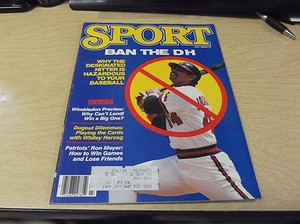 SPORT
BAN THE DH
WHY THE
DESIGNATED
HITTER IS
HAZARDOUS
TO YOUR
BASEBALL
PLUS
Wimbledon Preview:
Why Can't Lendl
Win a Big One?
Dugout Dilemmas:
Playing the Cards
with Whitey Herzog
Patriots' Ron Meyer:
How to Win Games
and Lose Friends
44